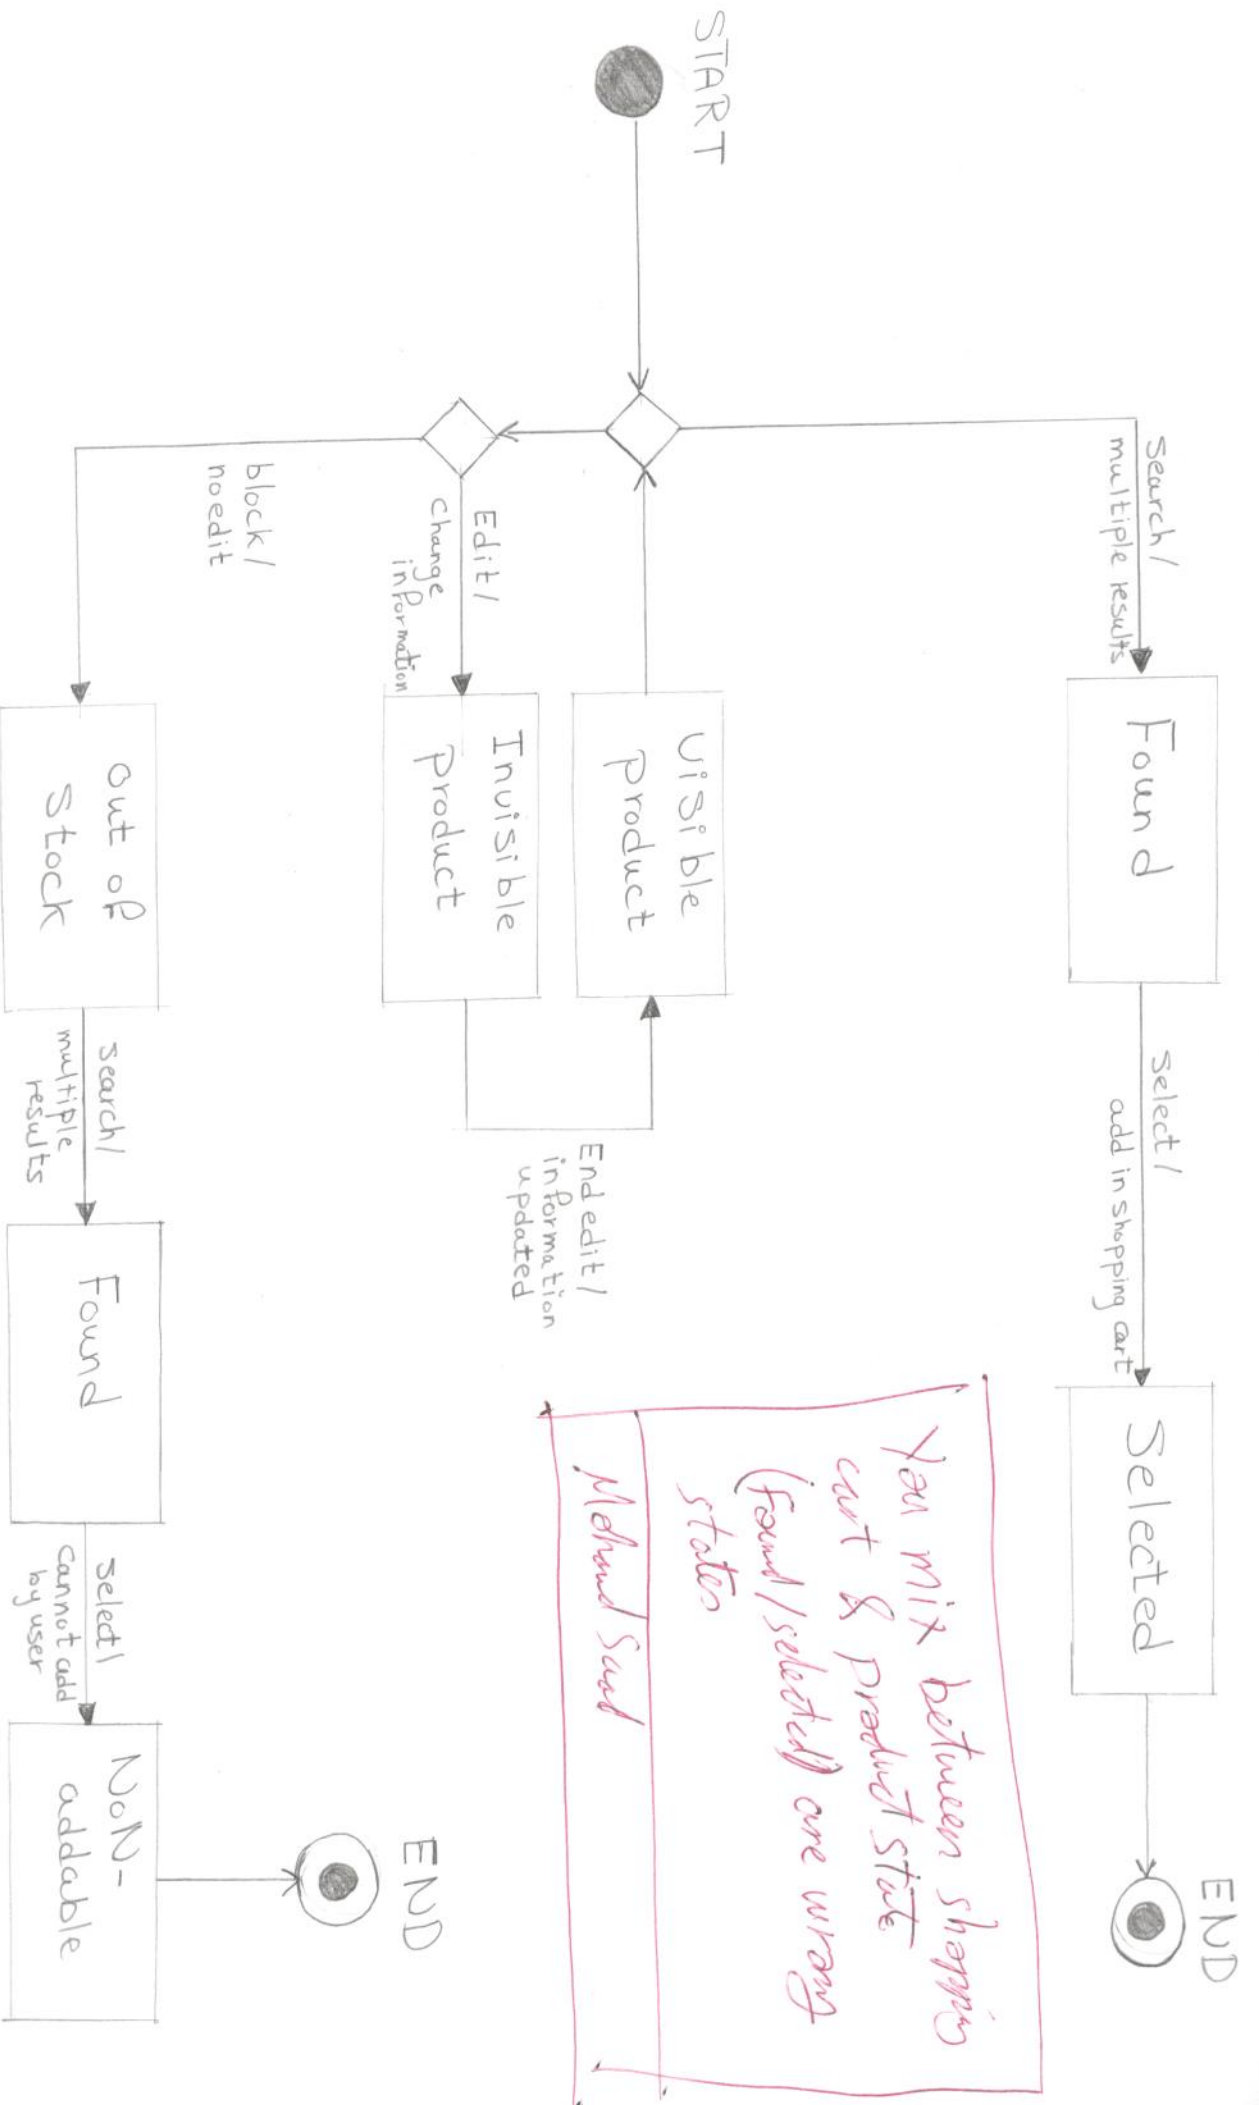 START
Search/
multiple results
Found
Select/
add in shopping cart
Selected
END
Visible
product
Edit/
change
information
Invisible
product
End edit/
information
updated
block/
noedit
Out of
Stock
Search/
multiple
results
Found
Select/
Cannot add
by user
NoN-
addable
END
You mix between shopping
cart & product state.
(found/selected) are wrong
states